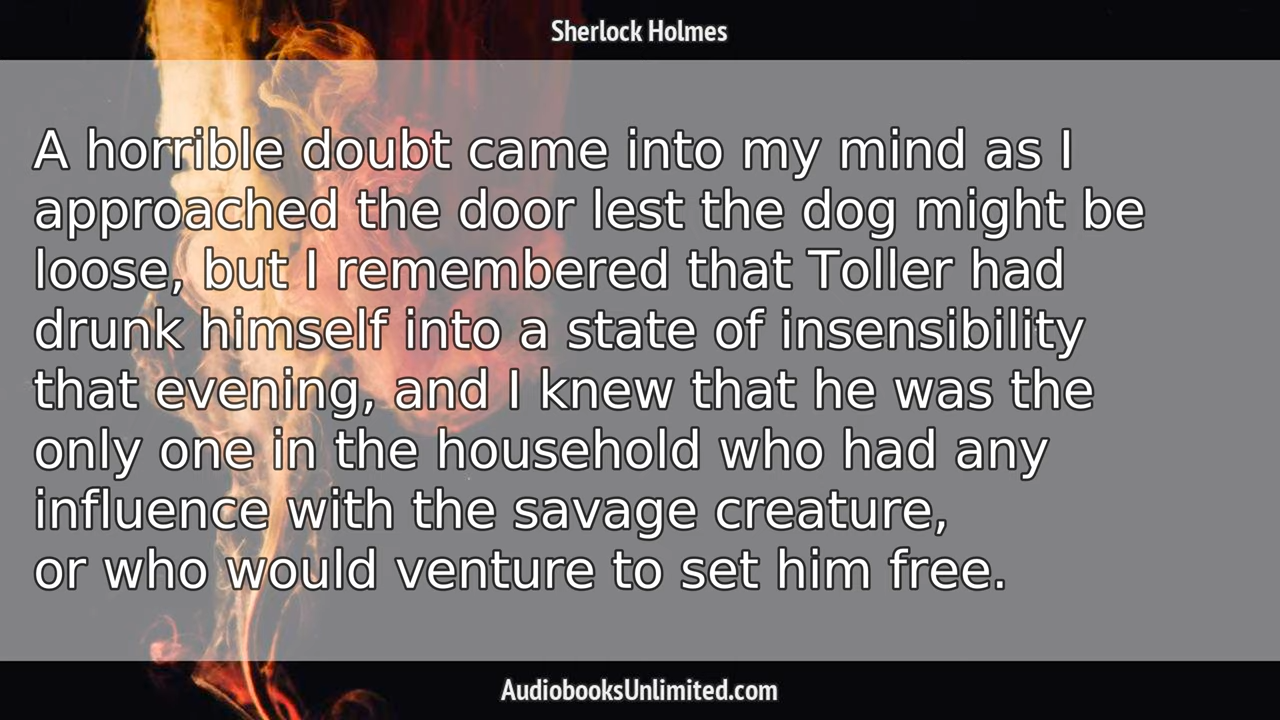 Sherlock Holmes
A horrible doubt came into my mind as I
approached the door lest the dog might be
loose, but I remembered that Toller had
drunk himself into a state of insensibility
that evening, and I knew that he was the
only one in the household who had any
influence with the savage creature,
or who would venture to set him free.
AudiobooksUnlimited.com